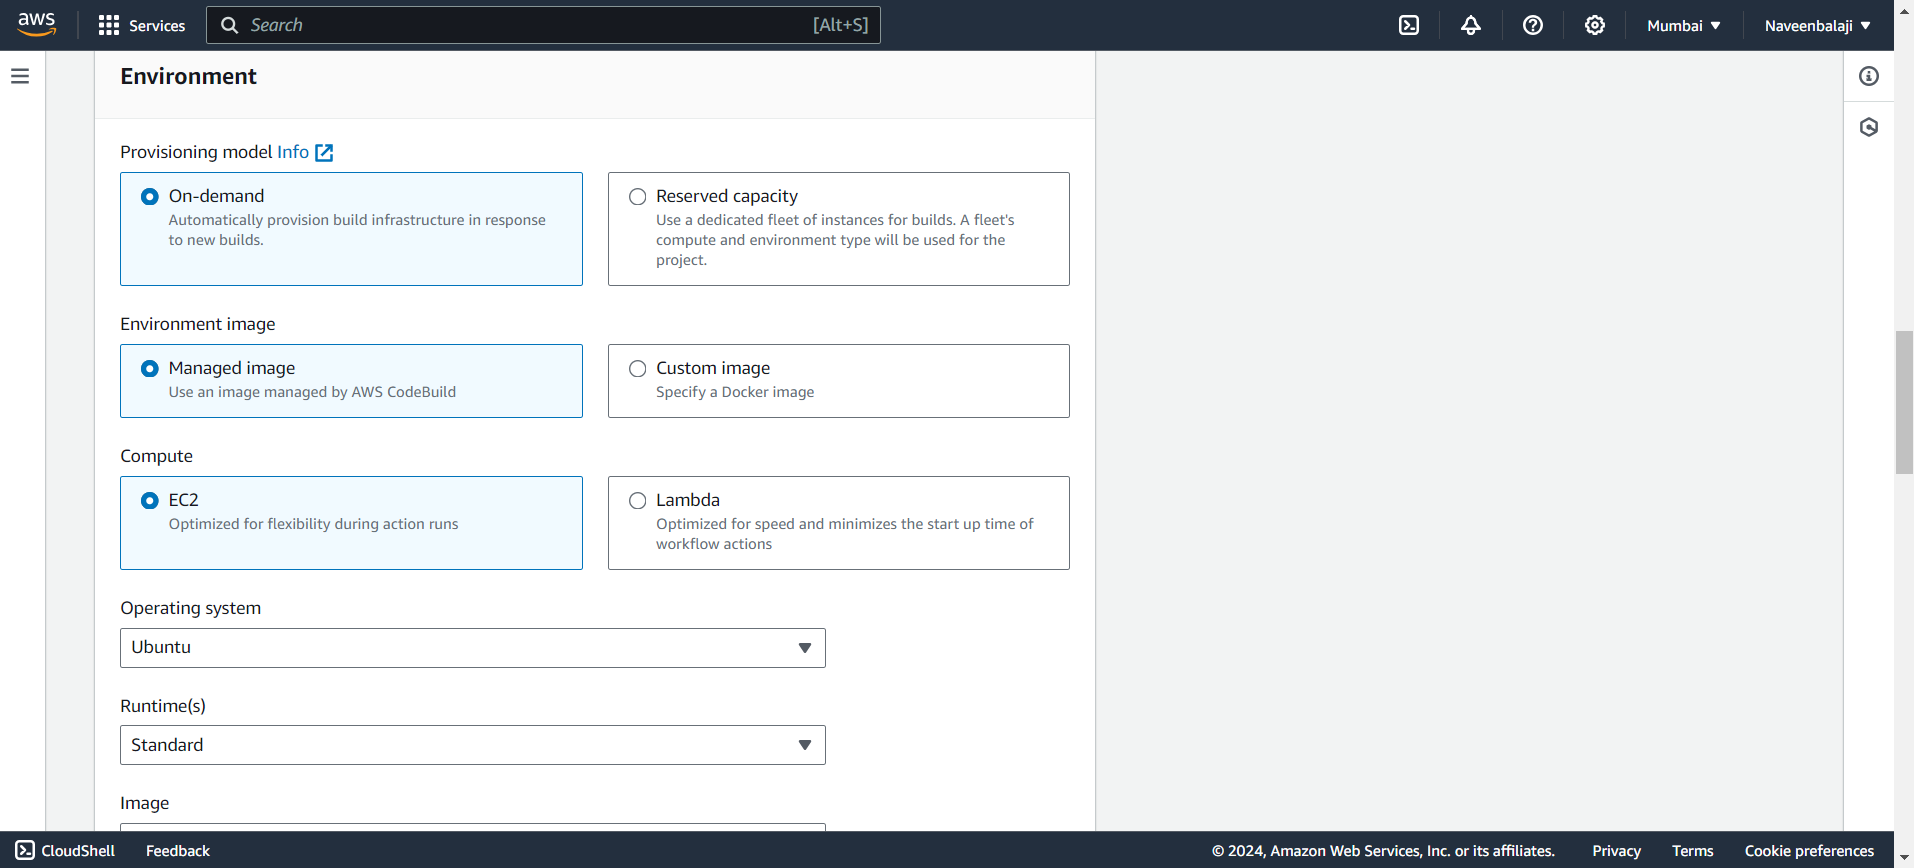 aws
Services
Search
[Alt+S]
Mumbai
Naveenbalaji
Environment
Provisioning model Info
On-demand
Automatically provision build infrastructure in response
to new builds.
Reserved capacity
Use a dedicated fleet of instances for builds. A fleet's
compute and environment type will be used for the
project.
Environment image
Managed image
Use an image managed by AWS CodeBuild
Custom image
Specify a Docker image
Compute
EC2
Optimized for flexibility during action runs
Lambda
Optimized for speed and minimizes the start up time of
workflow actions
Operating system
Ubuntu
Runtime(s)
Standard
Image
CloudShell
Feedback
© 2024, Amazon Web Services, Inc. or its affiliates.
Privacy
Terms
Cookie preferences